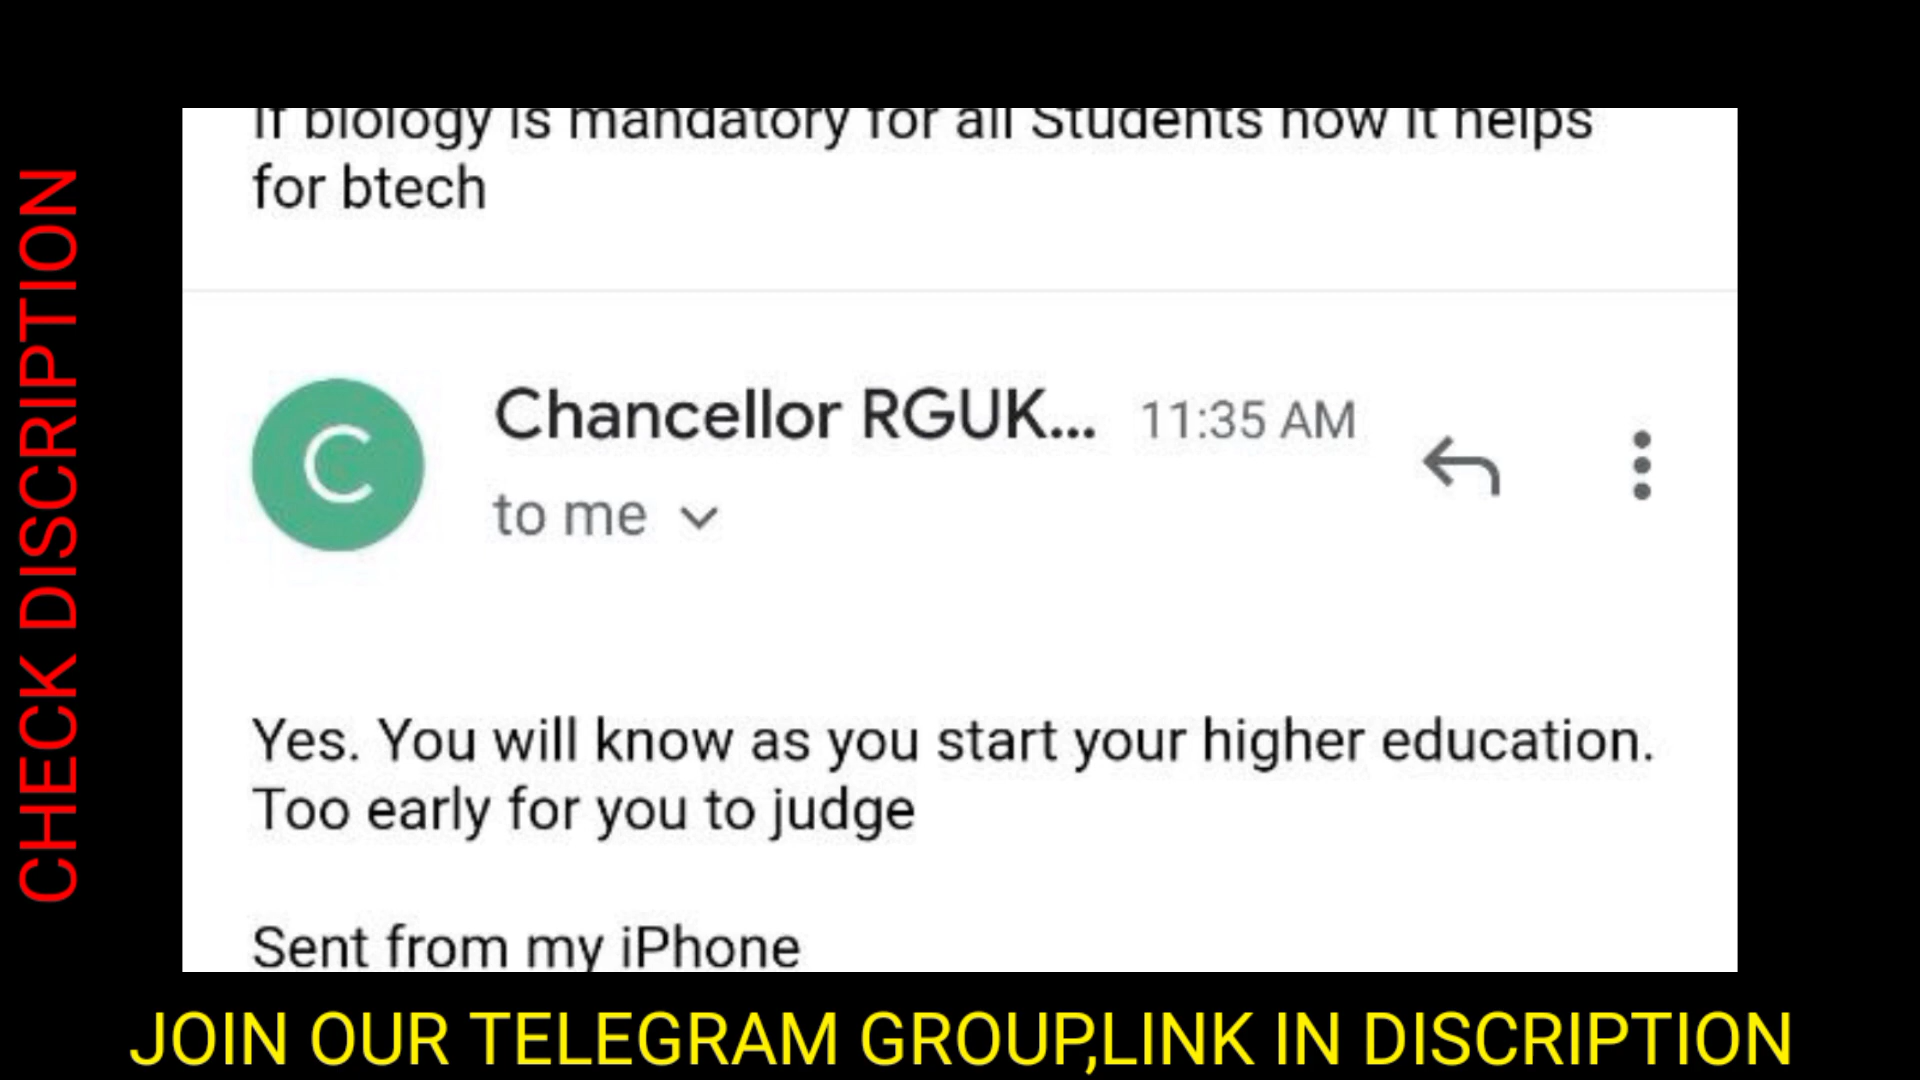 If biology is mandatory for all Students how it helps
for btech
C
Chancellor RGUK... 11:35 AM
to me
Yes. You will know as you start your higher education.
Too early for you to judge
Sent from my iPhone
CHECK DISCRIPTION
JOIN OUR TELEGRAM GROUP,LINK IN DISCRIPTION